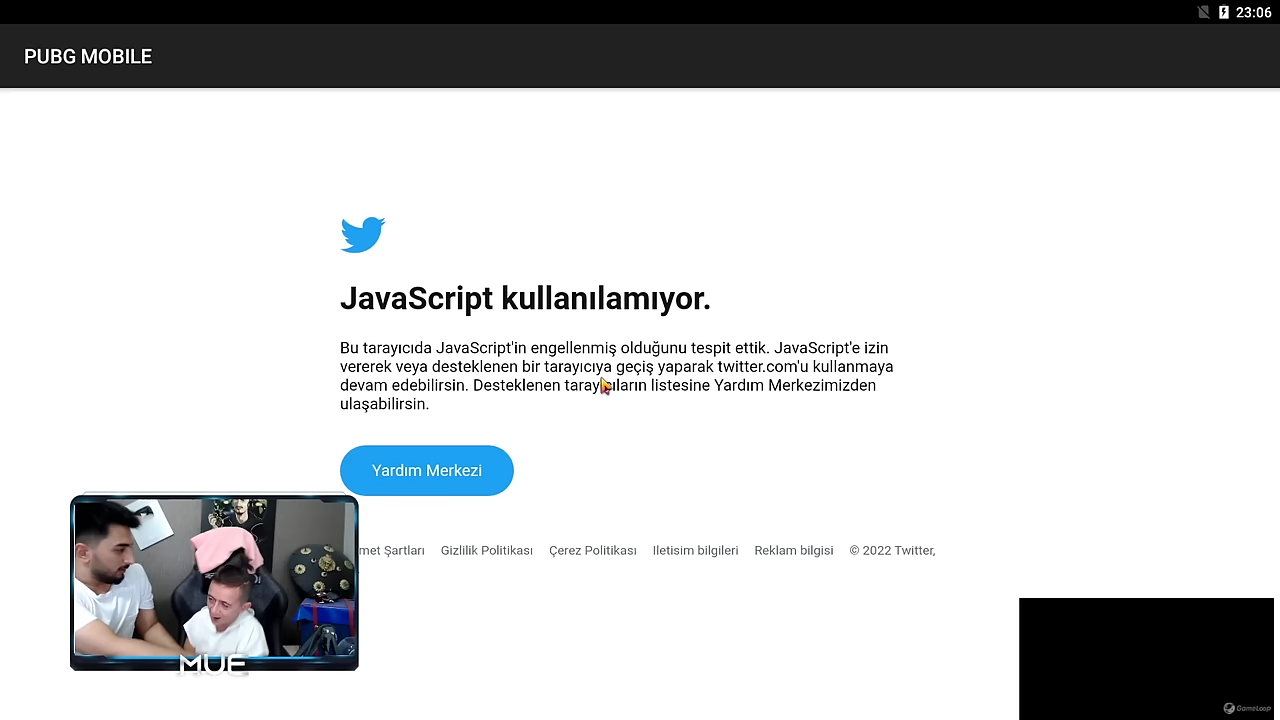 23:06
PUBG MOBILE
JavaScript kullanılamıyor.
Bu tarayıcıda JavaScript'in engellenmiş olduğunu tespit ettik. JavaScript'e izin
vererek veya desteklenen bir tarayıcıya geçiş yaparak twitter.com'u kullanmaya
devam edebilirsin. Desteklenen tarayıcıların listesine Yardım Merkezimizden
ulaşabilirsin.
Yardım Merkezi
met Şartları Gizlilik Politikası Çerez Politikası Iletisim bilgileri Reklam bilgisi © 2022 Twitter,
MUE
GameLoop